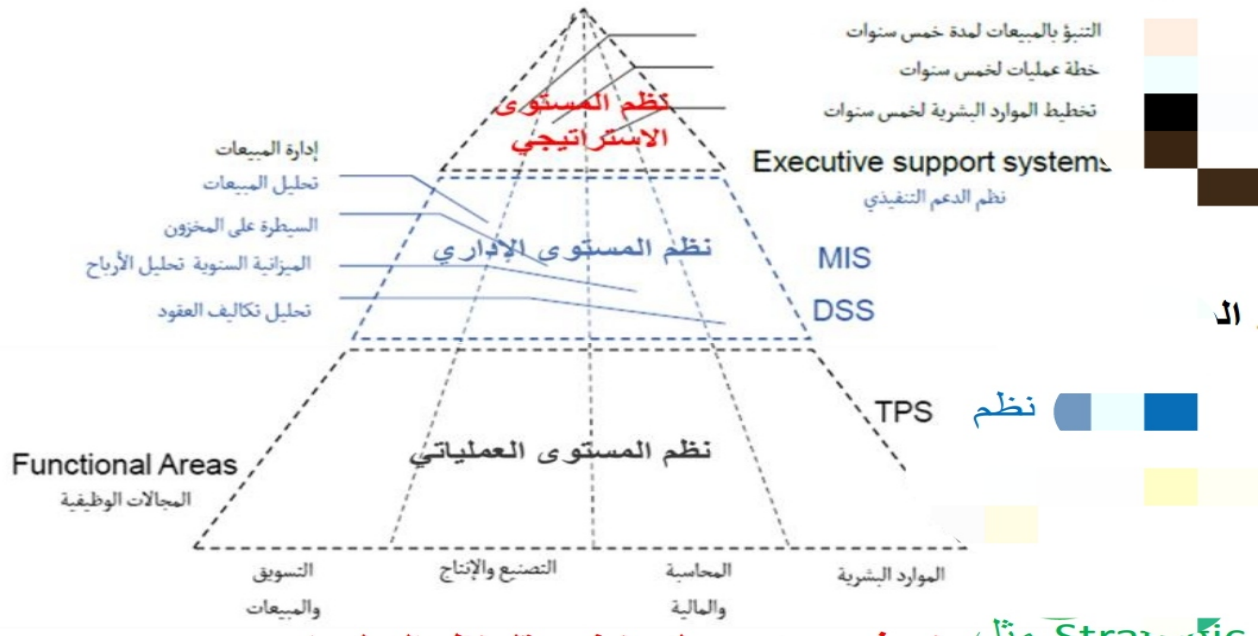 التنبؤ بالمبيعات لمدة خمس سنوات
خطة عمليات لخمس سنوات
تخطيط الموارد البشرية لخمس سنوات
نظم المستوى
الاستراتيجي
Executive support systems
نظم الدعم التنفيذي
إدارة المبيعات
تحليل المبيعات
السيطرة على المخزون
الميزانية السنوية تحليل الأرباح
تحليل تكاليف العقود
نظم المستوى الإداري
MIS
DSS
TPS
نظم
نظم المستوى العملياتي
Functional Areas
المجالات الوظيفية
الموارد البشرية
المحاسبة
والمالية
التصنيع والإنتاج
التسويق
والمبيعات
مثل